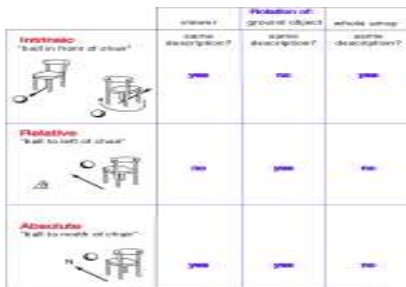 Rotation of:
viewer ground object whole array
Intrinsic
"ball in front of chair"
same description? same description? same description?
yes no yes
Relative
"ball to left of chair"
no yes no
Absolute
"ball to north of chair"
N
yes yes no